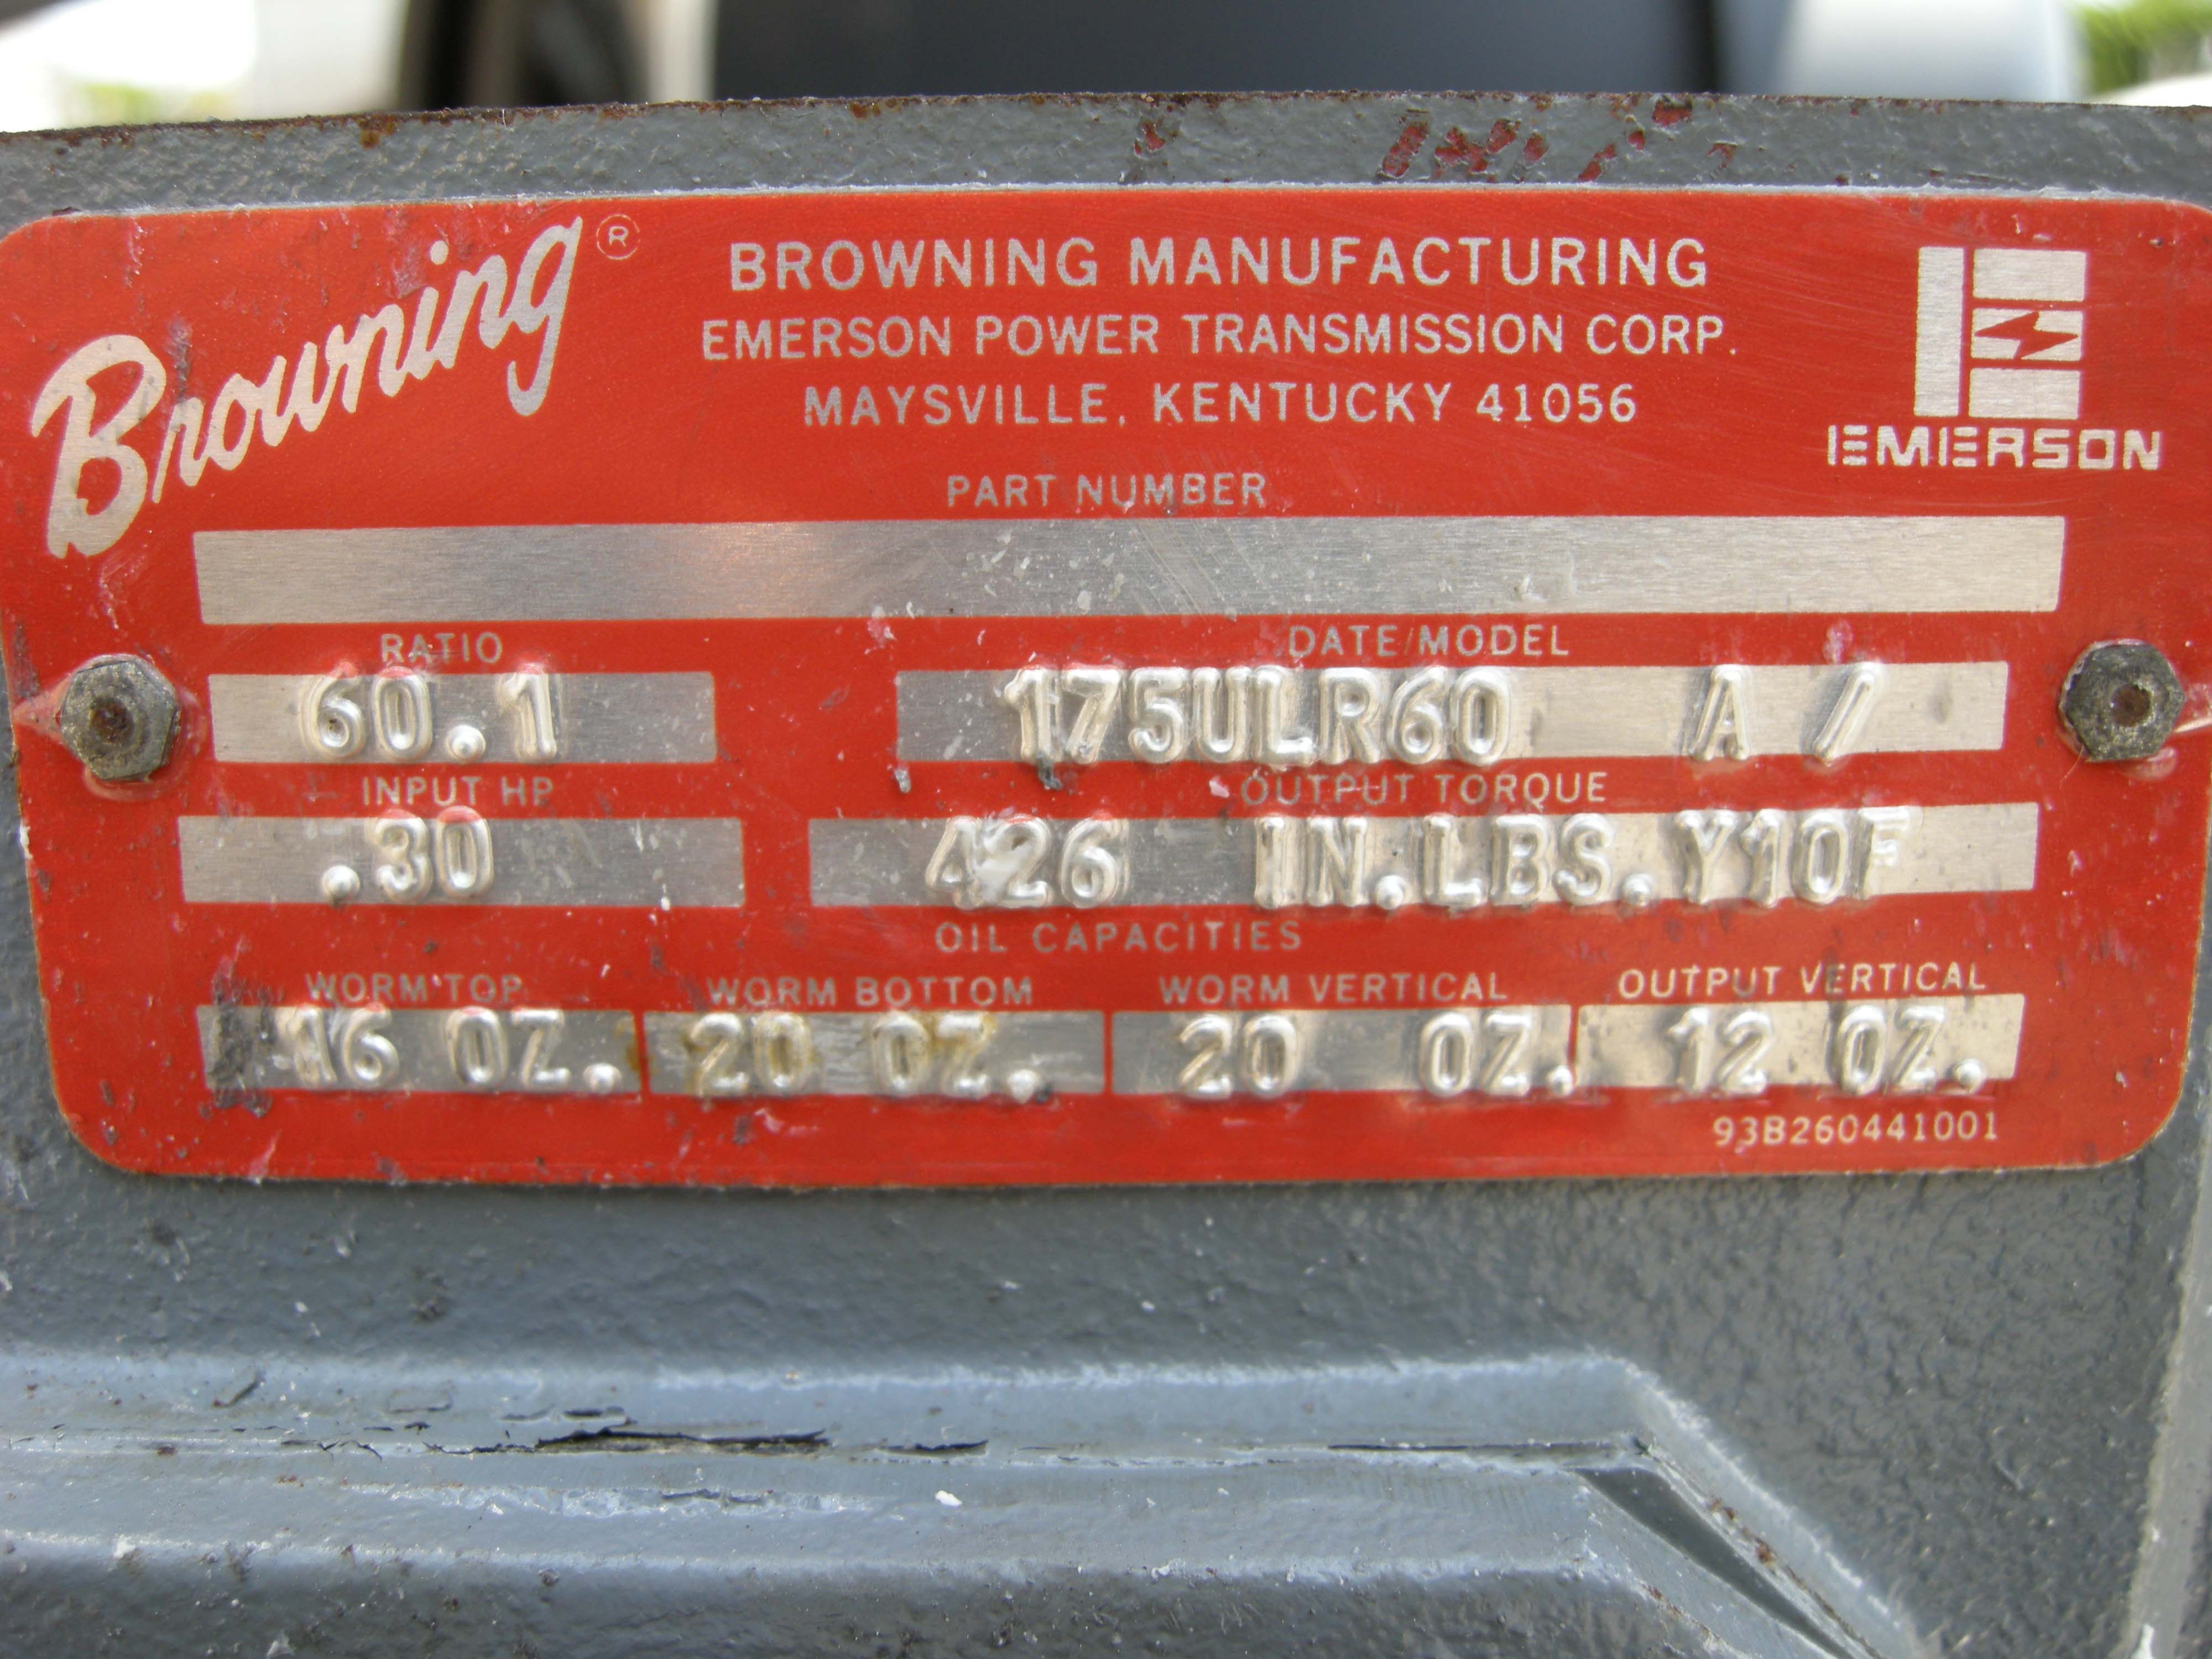 Browning®
BROWNING MANUFACTURING
EMERSON POWER TRANSMISSION CORP.
MAYSVILLE, KENTUCKY 41056
EMERSON
PART NUMBER
RATIO
60.1
DATE/MODEL
175ULR60 A /
INPUT HP
.30
OUTPUT TORQUE
426 IN.LBS.Y10F
OIL CAPACITIES
WORM TOP
16 OZ.
WORM BOTTOM
20 OZ.
WORM VERTICAL
20 OZ.
OUTPUT VERTICAL
12 OZ.
93B260441001